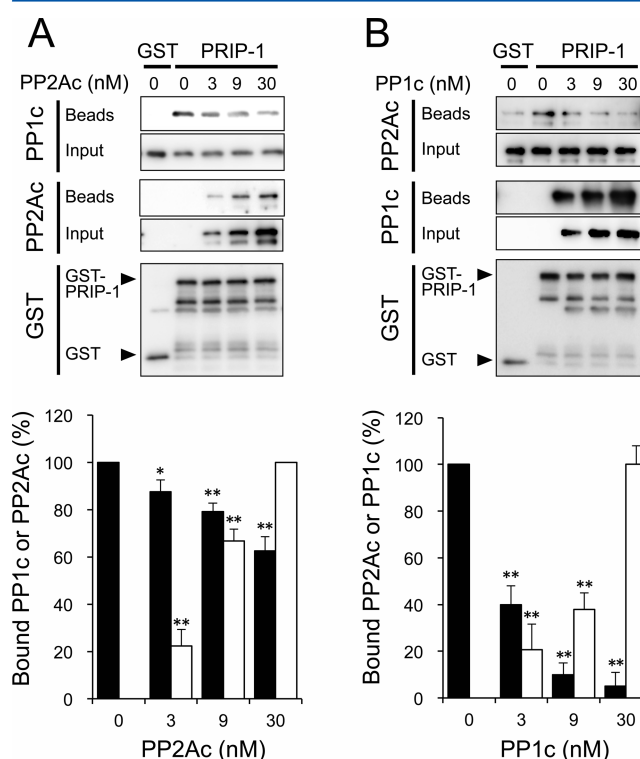 A
GST PRIP-1
PP2Ac (nM) 0 0 3 9 30
PP1c
Beads
Input
PP2Ac
Beads
Input
GST
GST-
PRIP-1
GST
Bound PP1c or PP2Ac (%)
120
100
80
60
40
20
0
*
**
**
**
**
0 3 9 30
PP2Ac (nM)
B
GST PRIP-1
PP1c (nM) 0 0 3 9 30
PP2Ac
Beads
Input
PP1c
Beads
Input
GST
GST-
PRIP-1
GST
Bound PP2Ac or PP1c (%)
120
100
80
60
40
20
0
**
**
**
**
**
0 3 9 30
PP1c (nM)